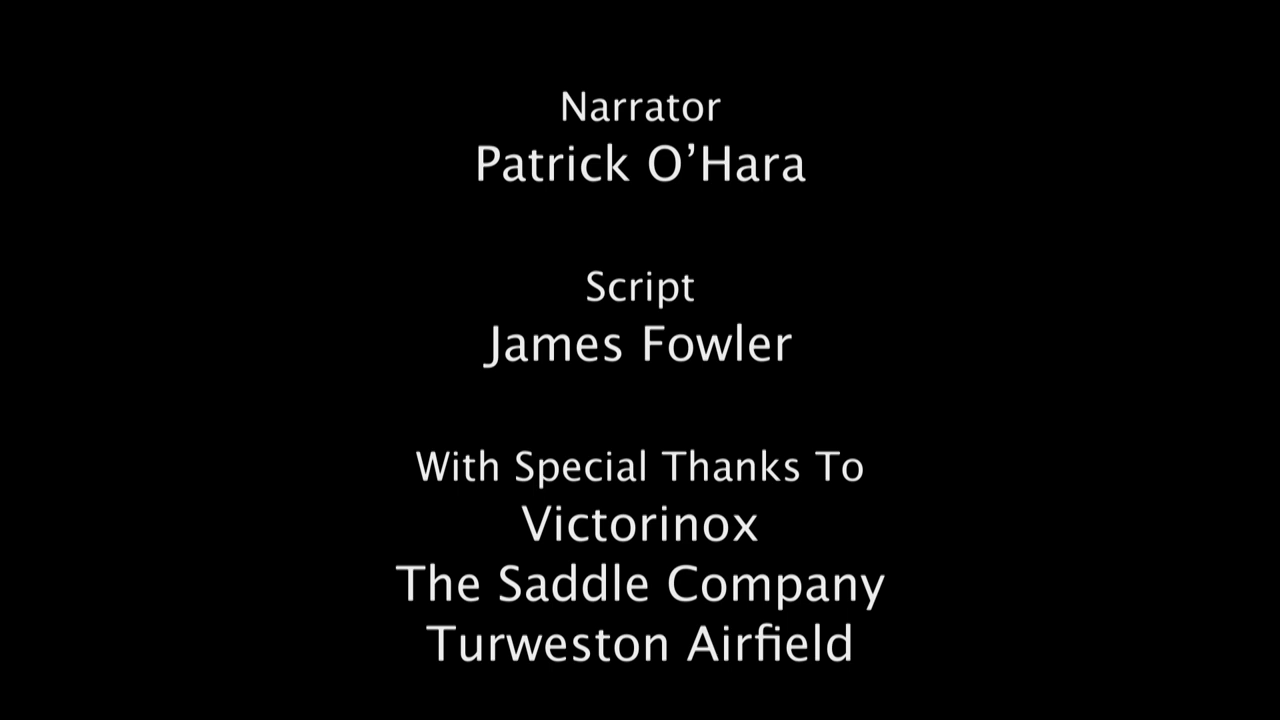 Narrator
Patrick O’Hara
Script
James Fowler
With Special Thanks To
Victorinox
The Saddle Company
Turweston Airfield